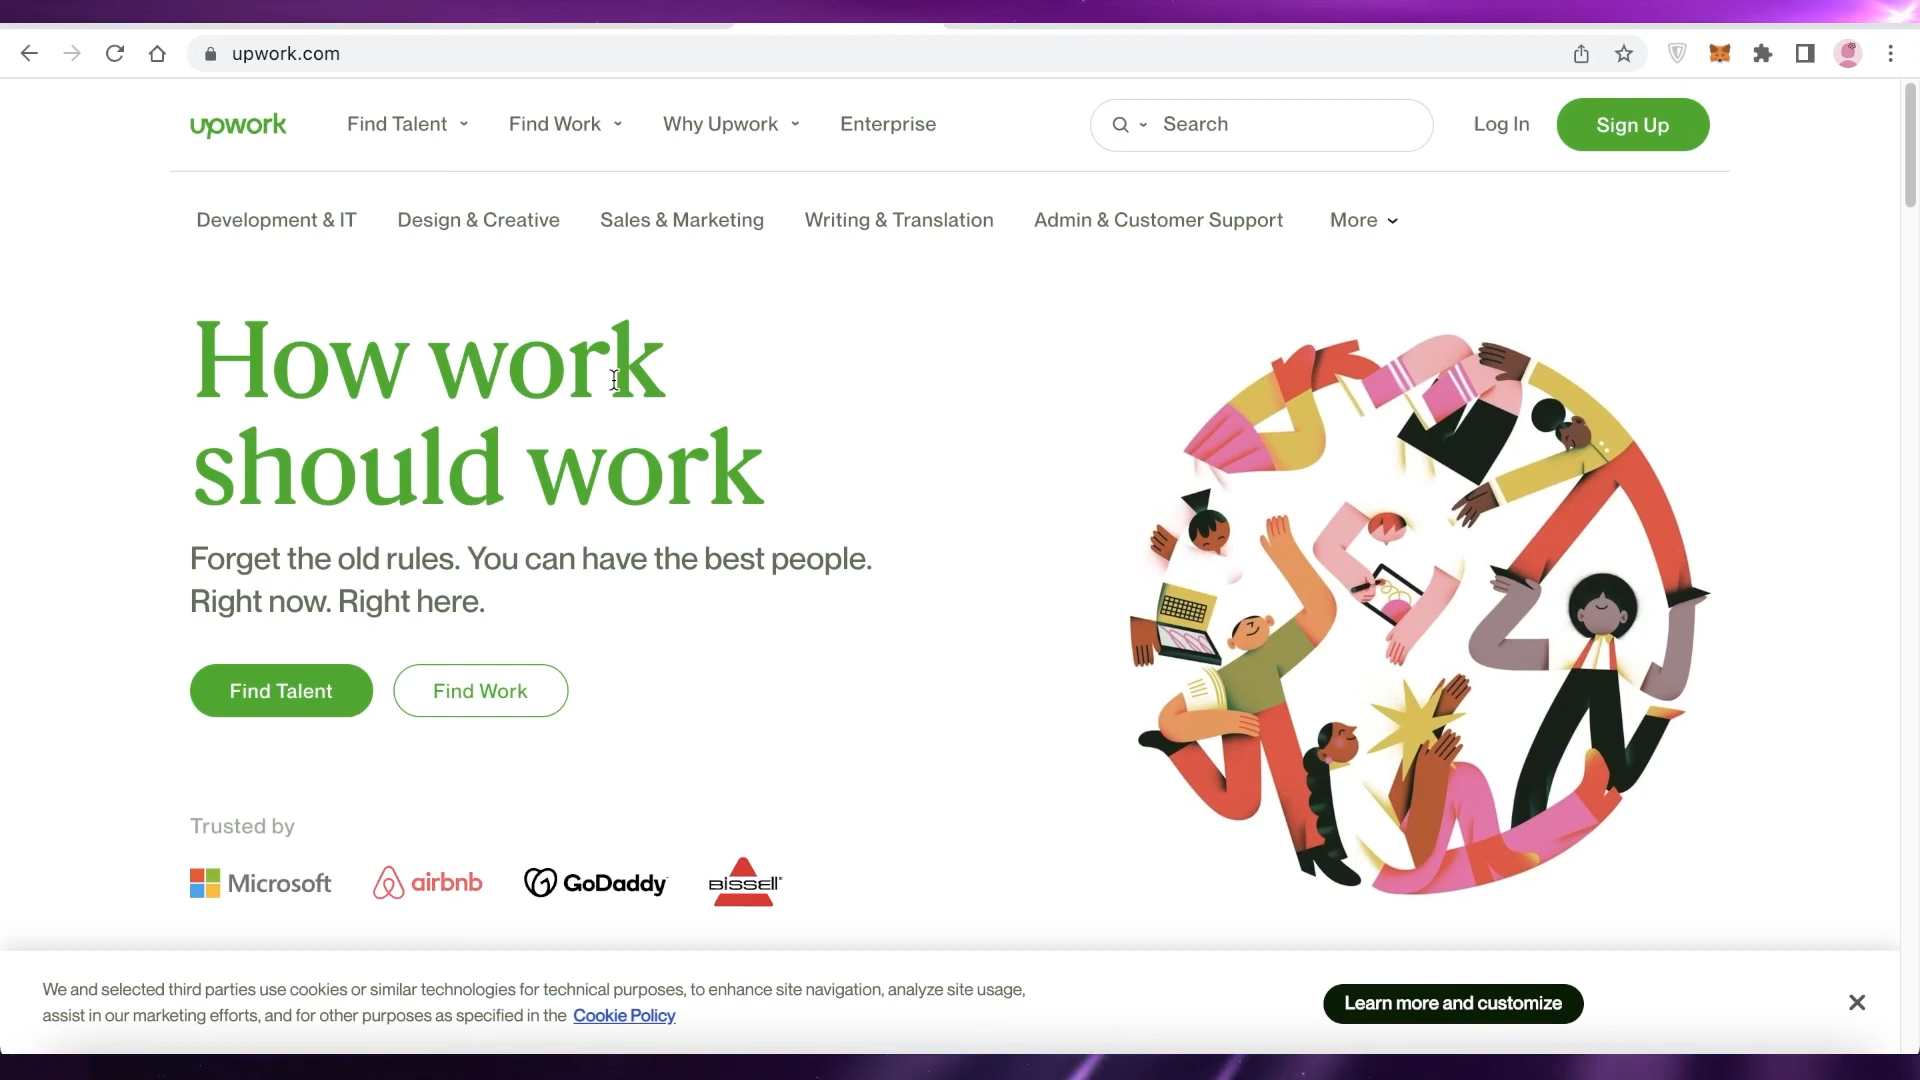 upwork.com
upwork
Find Talent
Find Work
Why Upwork
Enterprise
Search
Log In
Sign Up
Development & IT
Design & Creative
Sales & Marketing
Writing & Translation
Admin & Customer Support
More
How work
should work
Forget the old rules. You can have the best people.
Right now. Right here.
Find Talent
Find Work
Trusted by
Microsoft
airbnb
GoDaddy
BISSELL
We and selected third parties use cookies or similar technologies for technical purposes, to enhance site navigation, analyze site usage,
assist in our marketing efforts, and for other purposes as specified in the Cookie Policy
Learn more and customize